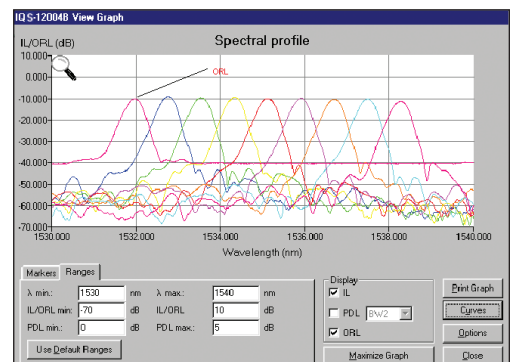 IQS-12004B View Graph
IL/ORL (dB)
Spectral profile
10.000
0.000
-10.000
-20.000
-30.000
-40.000
-50.000
-60.000
-70.000
ORL
1530.000
1532.000
1534.000
1536.000
1538.000
1540.000
Wavelength (nm)
Markers
Ranges
λ min.: 1530 nm λ max.: 1540 nm
IL/ORL min: -70 dB IL/ORL 10 dB
PDL min.: 0 dB PDL max.: 5 dB
Use Default Ranges
Display
IL
PDL BW2
ORL
Maximize Graph
Print Graph
Curves
Options
Close